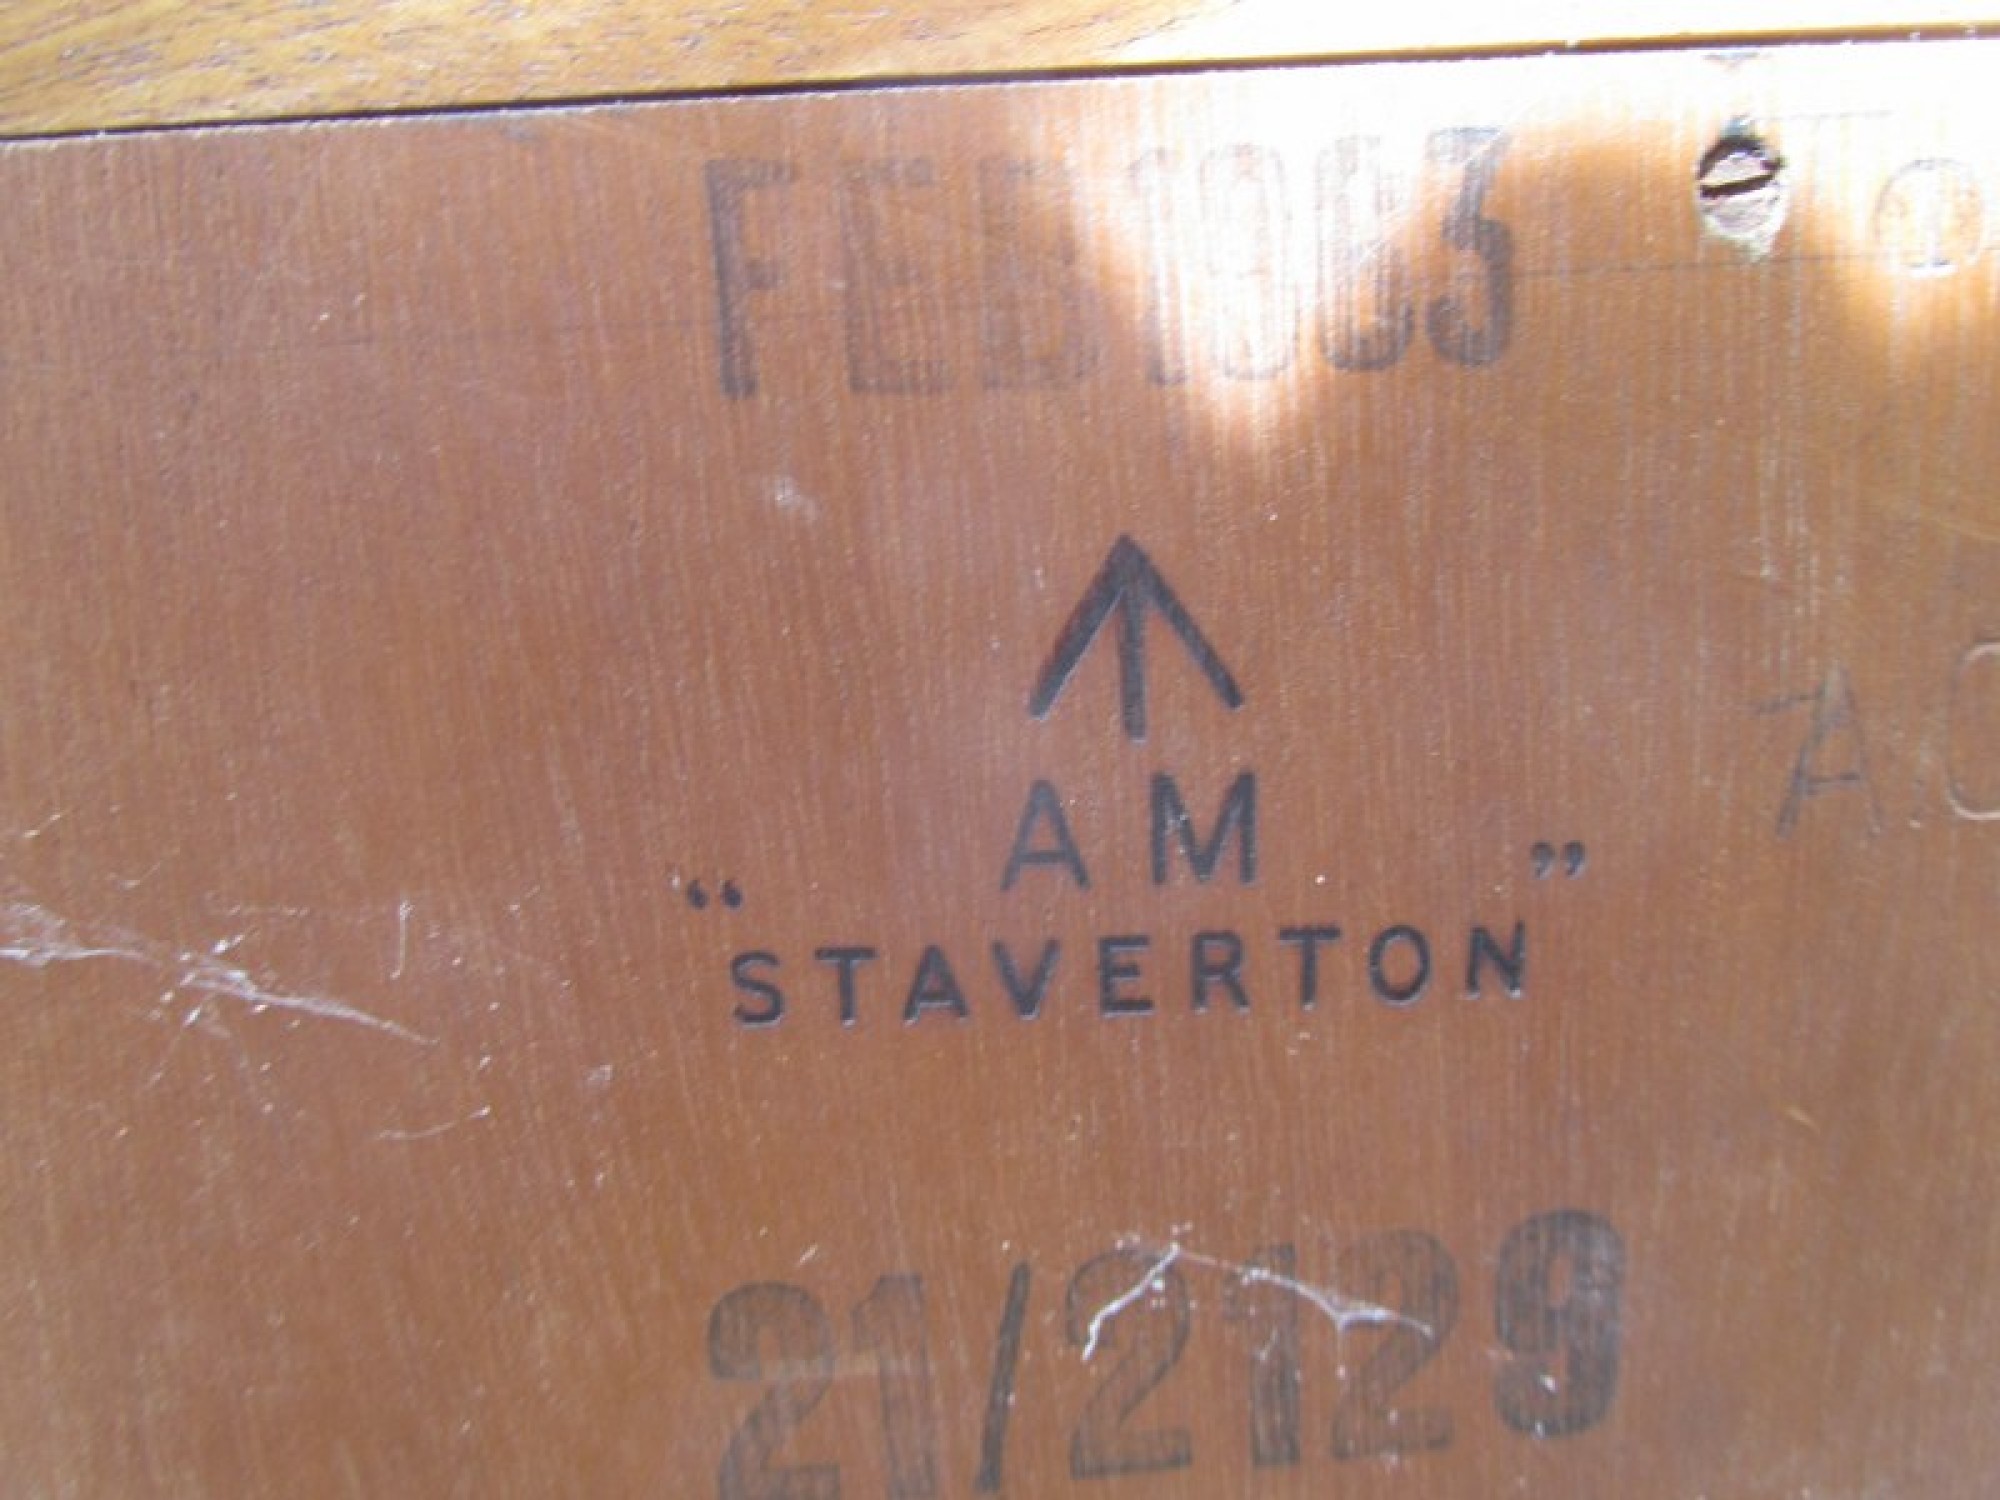 FEB 1963
AM
“STAVERTON”
21/2129
A.